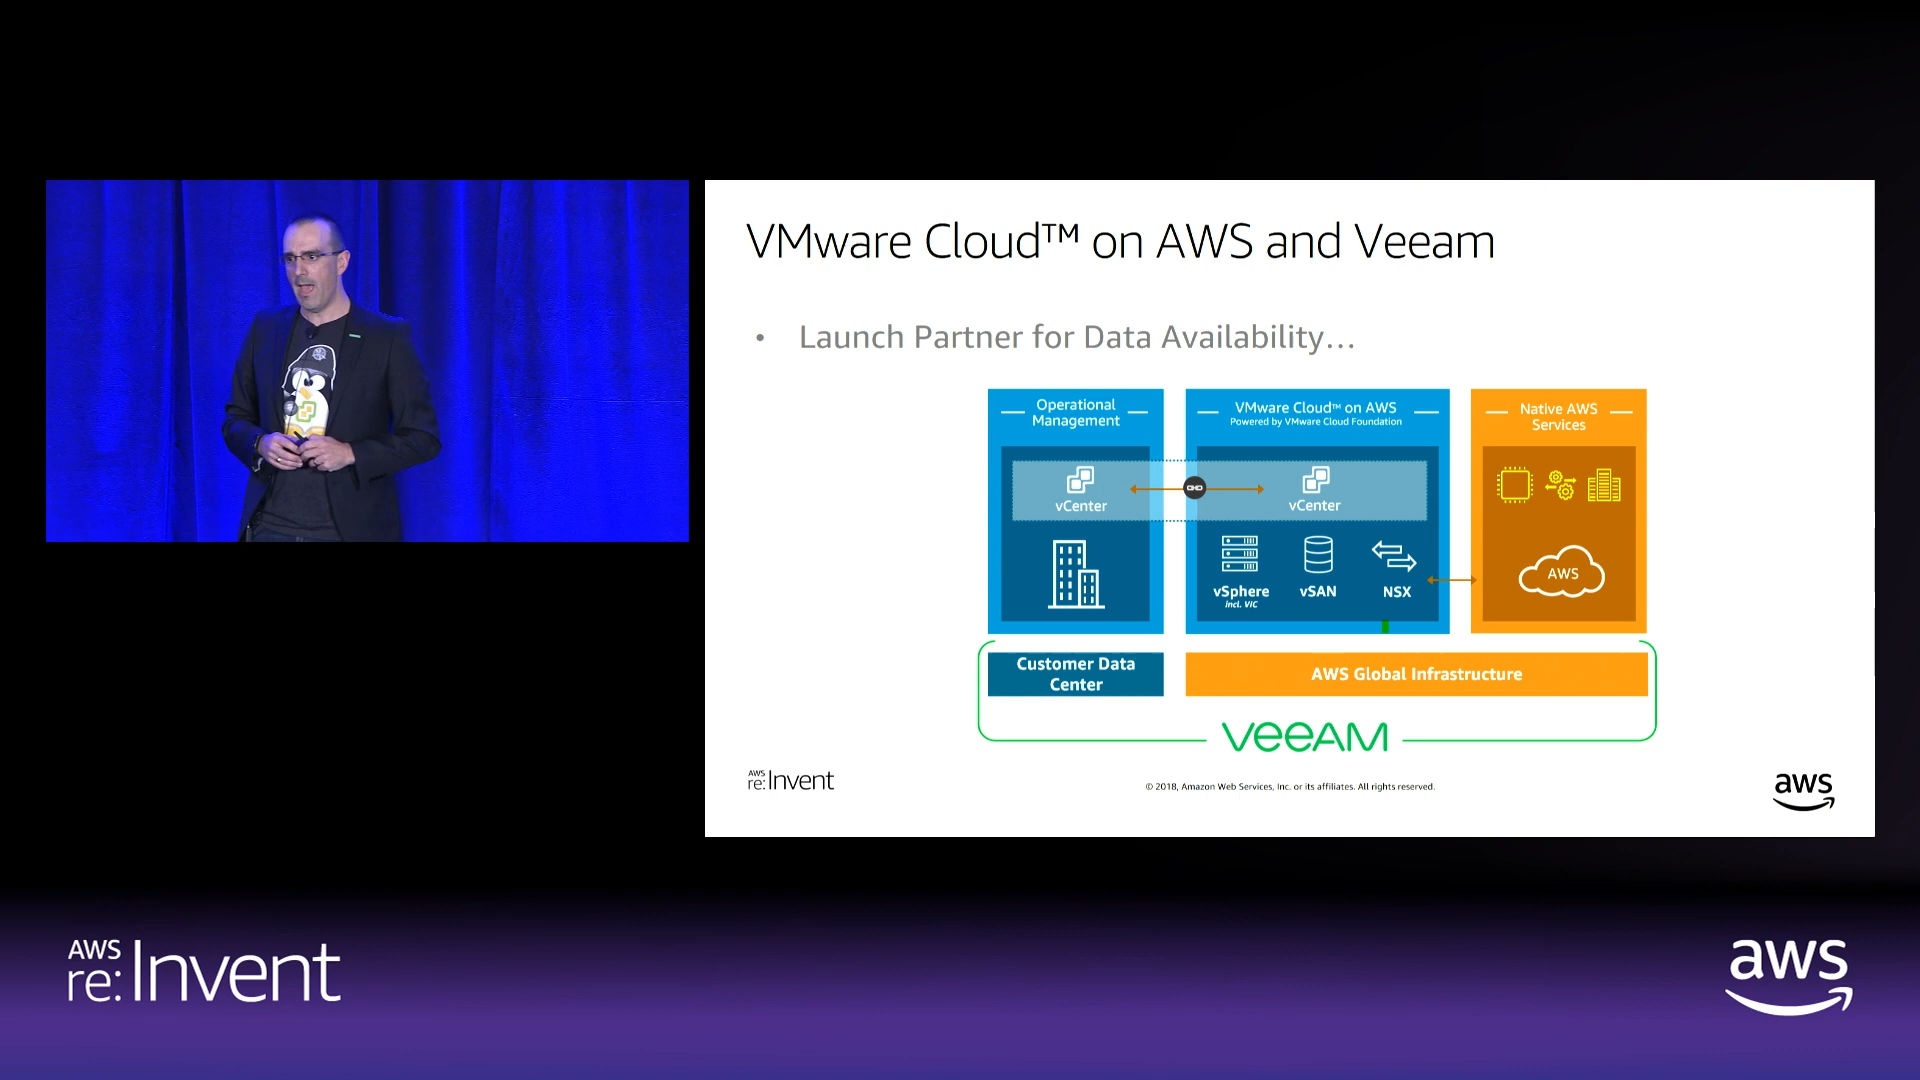 VMware Cloud™ on AWS and Veeam
• Launch Partner for Data Availability...
Operational
Management
vCenter
VMware Cloud™ on AWS
Powered by VMware Cloud Foundation
vCenter
vSphere
Incl. VIC
vSAN
NSX
Native AWS
Services
AWS
Customer Data
Center
AWS Global Infrastructure
veeAM
AWS
re:Invent
© 2018, Amazon Web Services, Inc. or its affiliates. All rights reserved.
aws
AWS
re:Invent
aws